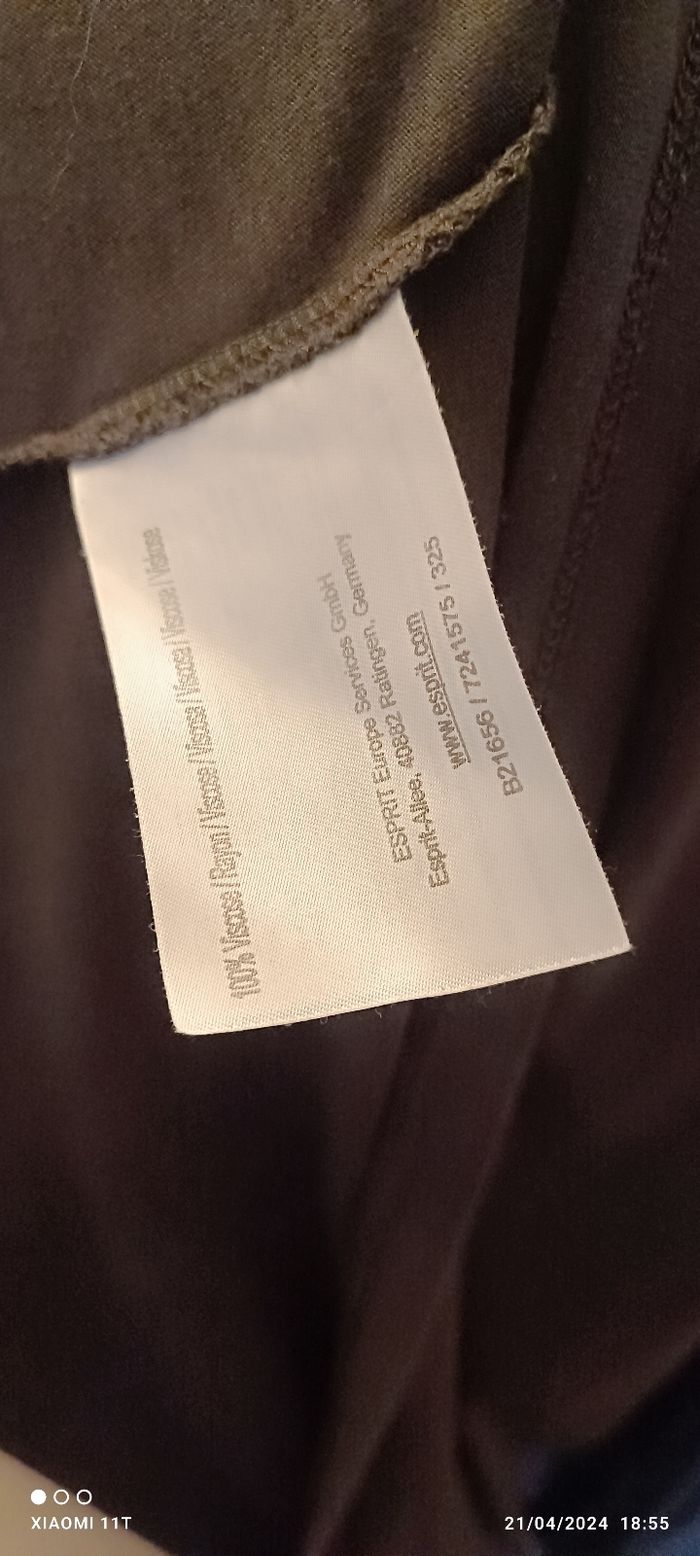 100% Viscose / Rayon / Viscose / Viscose / Viscose / Viskose
ESPRIT Europe Services GmbH
Esprit-Allee, 40882 Ratingen, Germany
www.esprit.com
B21656 / 7241575 / 325
XIAOMI 11T
21/04/2024 18:55